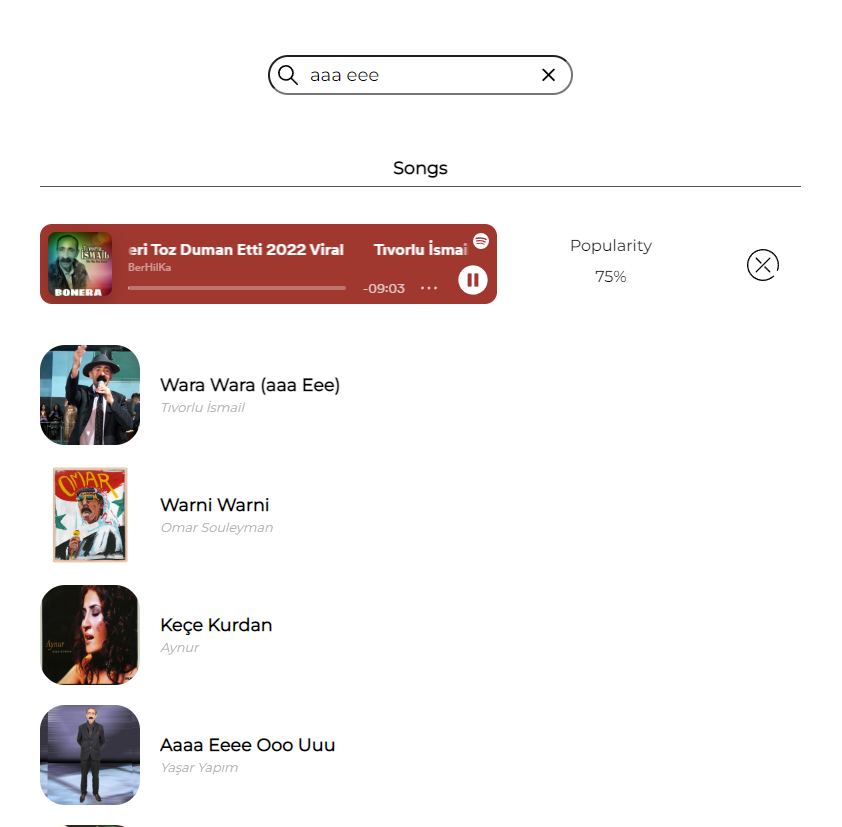 aaa eee
Songs
eri Toz Duman Etti 2022 Viral Tıvorlu İsmai
BerHilKa
-09:03
Popularity
75%
İSMAİL
BONERA
Wara Wara (aaa Eee)
Tıvorlu İsmail
OMAR
Warni Warni
Omar Souleyman
Aynur
Keçe Kurdan
Aynur
Aaaa Eeee Ooo Uuu
Yaşar Yapım